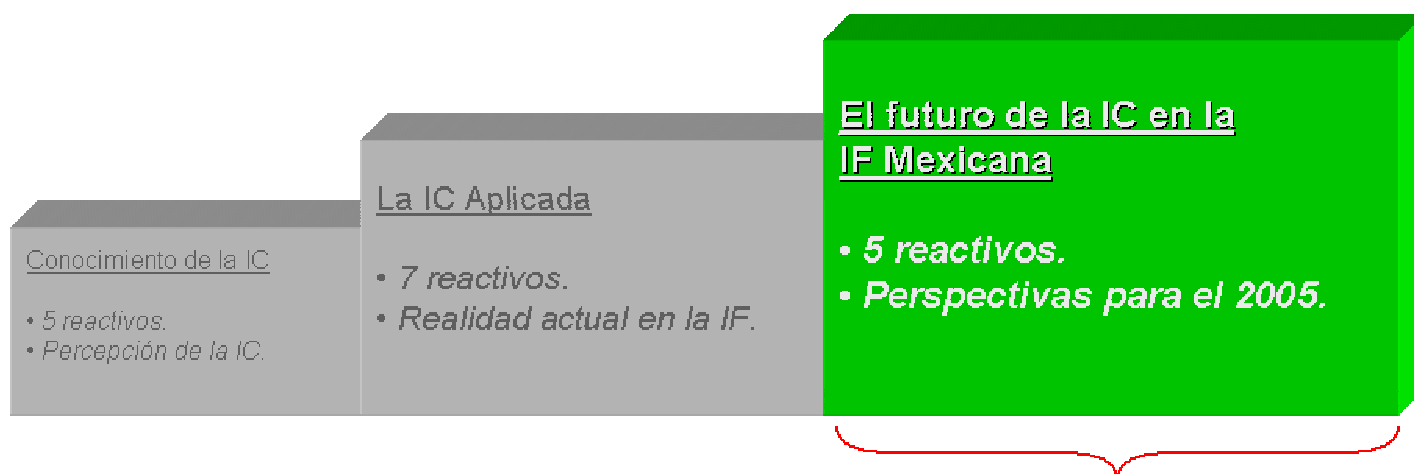 Conocimiento de la IC
• 5 reactivos.
• Percepción de la IC.
La IC Aplicada
• 7 reactivos.
• Realidad actual en la IF.
El futuro de la IC en la
IF Mexicana
• 5 reactivos.
• Perspectivas para el 2005.